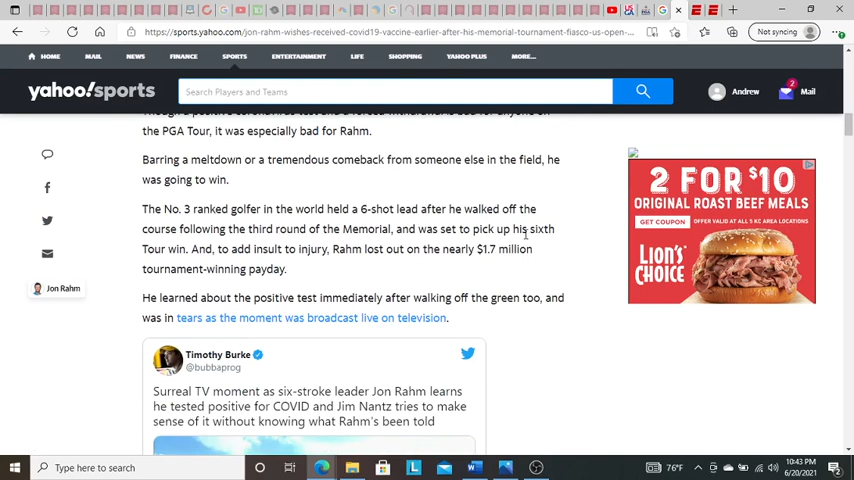 https://sports.yahoo.com/jon-rahm-wishes-received-covid19-vaccine-earlier-after-his-memorial-tournament-fiasco-us-open-...
Not syncing
HOME MAIL NEWS FINANCE SPORTS ENTERTAINMENT LIFE SHOPPING YAHOO PLUS MORE...
yahoo!sports
Search Players and Teams
Andrew
2
Mail
the PGA Tour, it was especially bad for Rahm.
Barring a meltdown or a tremendous comeback from someone else in the field, he
was going to win.
The No. 3 ranked golfer in the world held a 6-shot lead after he walked off the
course following the third round of the Memorial, and was set to pick up his sixth
Tour win. And, to add insult to injury, Rahm lost out on the nearly $1.7 million
tournament-winning payday.
Jon Rahm
He learned about the positive test immediately after walking off the green too, and
was in tears as the moment was broadcast live on television.
Timothy Burke
@bubbaprog
Surreal TV moment as six-stroke leader Jon Rahm learns
he tested positive for COVID and Jim Nantz tries to make
sense of it without knowing what Rahm's been told
2 FOR $10
ORIGINAL ROAST BEEF MEALS
GET COUPON
OFFER VALID AT ALL 5 KC AREA LOCATIONS
LION'S
CHOICE
Type here to search
76°F
10:43 PM
6/20/2021
2